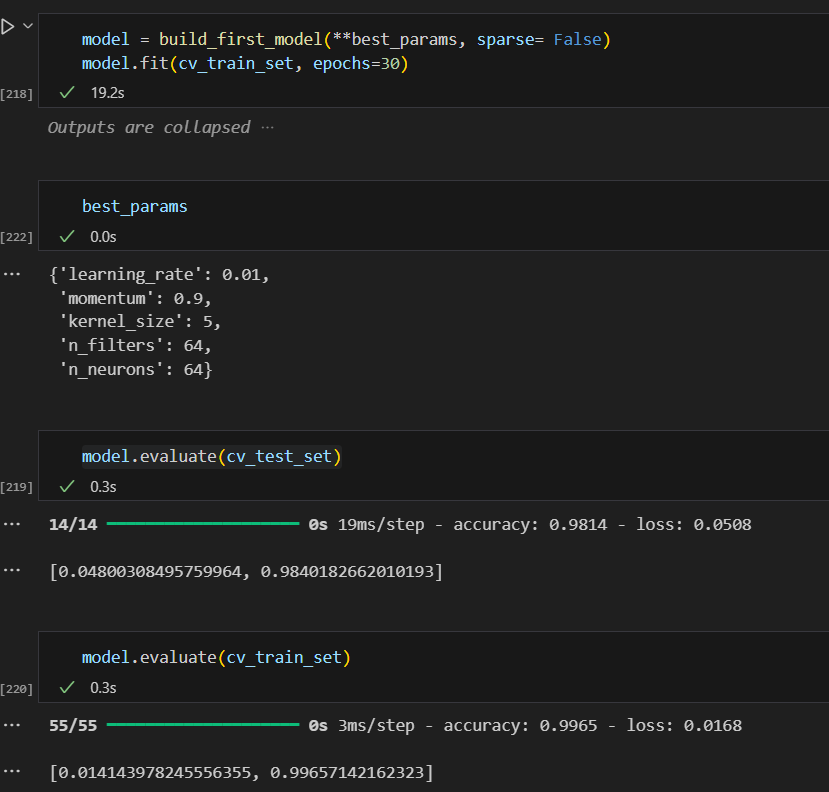 model = build_first_model(**best_params, sparse= False)
model.fit(cv_train_set, epochs=30)
[218]
19.2s
Outputs are collapsed ...
best_params
[222]
0.0s
... {'learning_rate': 0.01,
'momentum': 0.9,
'kernel_size': 5,
'n_filters': 64,
'n_neurons': 64}
model.evaluate(cv_test_set)
[219]
0.3s
... 14/14 0s 19ms/step - accuracy: 0.9814 - loss: 0.0508
... [0.04800308495759964, 0.9840182662010193]
model.evaluate(cv_train_set)
[220]
0.3s
... 55/55 0s 3ms/step - accuracy: 0.9965 - loss: 0.0168
... [0.014143978245556355, 0.99657142162323]